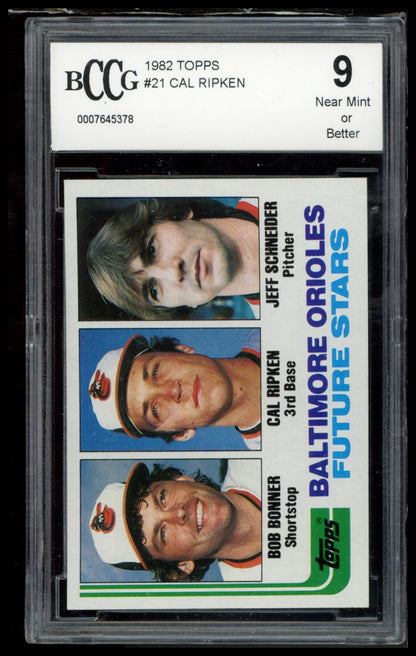 BCCG
0007645378
1982 TOPPS
#21 CAL RIPKEN
9
Near Mint
or
Better
BOB BONNER
Shortstop
CAL RIPKEN
3rd Base
JEFF SCHNEIDER
Pitcher
TOPPS®
BALTIMORE ORIOLES
FUTURE STARS